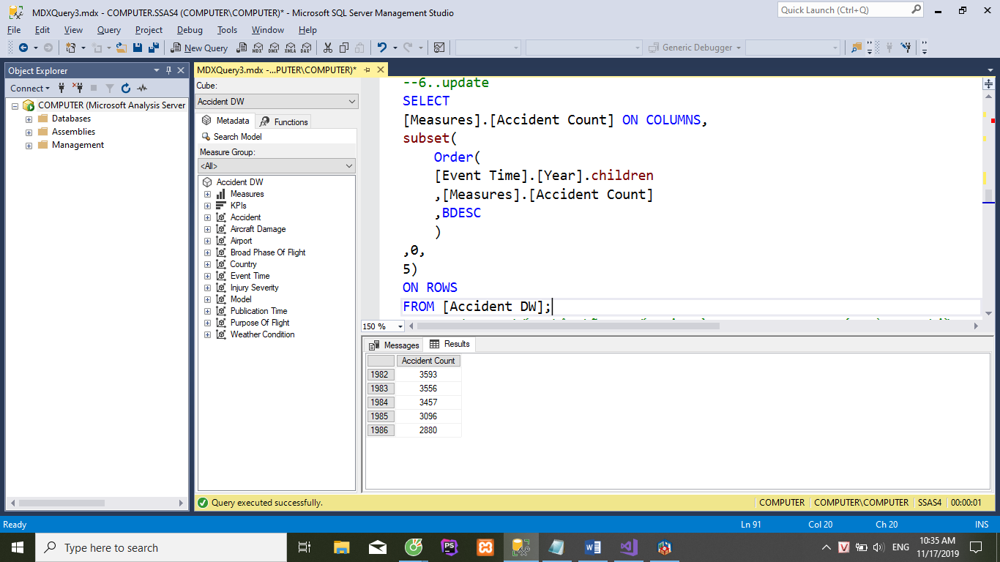 MDXQuery3.mdx - COMPUTER.SSAS4 (COMPUTER\COMPUTER)* - Microsoft SQL Server Management Studio
Quick Launch (Ctrl+Q)
File Edit View Query Project Debug Tools Window Help
New Query MDX DMX XMLA DAX Generic Debugger
Object Explorer
Connect
COMPUTER (Microsoft Analysis Server
Databases
Assemblies
Management
MDXQuery3.mdx -...PUTER\COMPUTER)*
Cube:
Accident DW
Metadata Functions
Search Model
Measure Group:
<All>
Accident DW
Measures
KPIs
Accident
Aircraft Damage
Airport
Broad Phase Of Flight
Country
Event Time
Injury Severity
Model
Publication Time
Purpose Of Flight
Weather Condition
--6..update
SELECT
[Measures].[Accident Count] ON COLUMNS,
subset(
Order(
[Event Time].[Year].children
,[Measures].[Accident Count]
,BDESC
)
,0,
5)
ON ROWS
FROM [Accident DW];
150 %
Messages Results
Accident Count
1982 3593
1983 3556
1984 3457
1985 3096
1986 2880
Query executed successfully. COMPUTER COMPUTER\COMPUTER SSAS4 00:00:01
Ready Ln 91 Col 20 Ch 20 INS
Type here to search
PS
V ENG
10:35 AM
11/17/2019